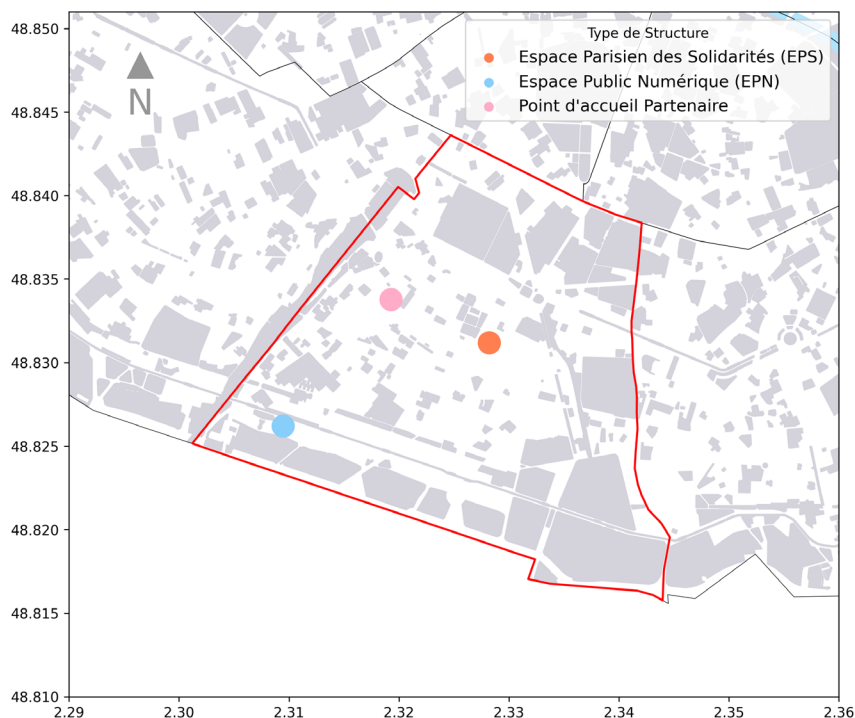 Type de Structure
Espace Parisien des Solidarités (EPS)
Espace Public Numérique (EPN)
Point d'accueil Partenaire
N
48.850
48.845
48.840
48.835
48.830
48.825
48.820
48.815
48.810
2.29 2.30 2.31 2.32 2.33 2.34 2.35 2.36